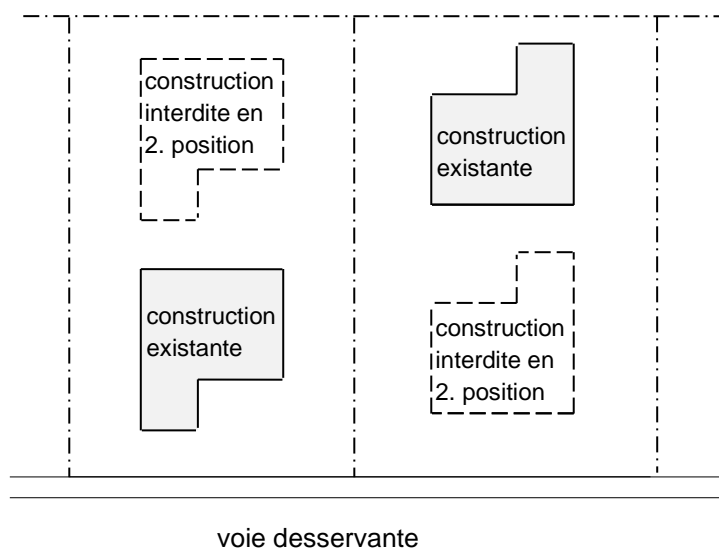 construction
interdite en
2. position
construction
existante
construction
existante
construction
interdite en
2. position
voie desservante